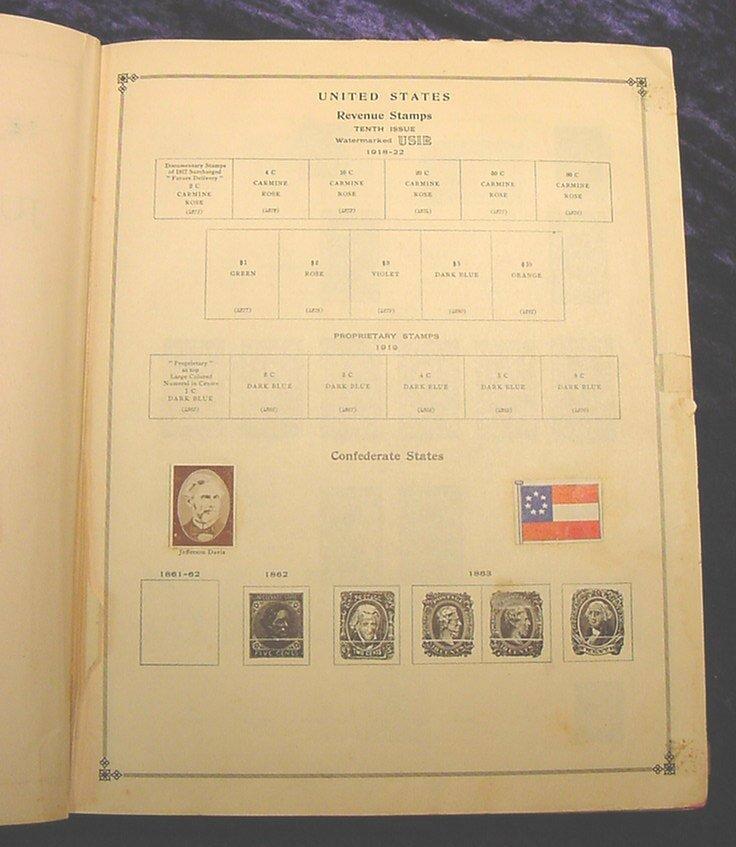 UNITED STATES
Revenue Stamps
TENTH ISSUE
Watermarked USIR
1918-22
Documentary Stamps
of 1917 Surcharged
"Future Delivery"
2 C
CARMINE
ROSE
4 C
CARMINE
ROSE
10 C
CARMINE
ROSE
20 C
CARMINE
ROSE
50 C
CARMINE
ROSE
80 C
CARMINE
ROSE
$1
GREEN
$2
ROSE
$3
VIOLET
$5
DARK BLUE
$10
ORANGE
PROPRIETARY STAMPS
1919
"Proprietary"
at top
Large Colored
Numeral in Centre
1 C
DARK BLUE
2 C
DARK BLUE
3 C
DARK BLUE
4 C
DARK BLUE
5 C
DARK BLUE
8 C
DARK BLUE
Confederate States
Jefferson Davis
1861-62
1862
1863
FIVE CENTS
TWO CENTS